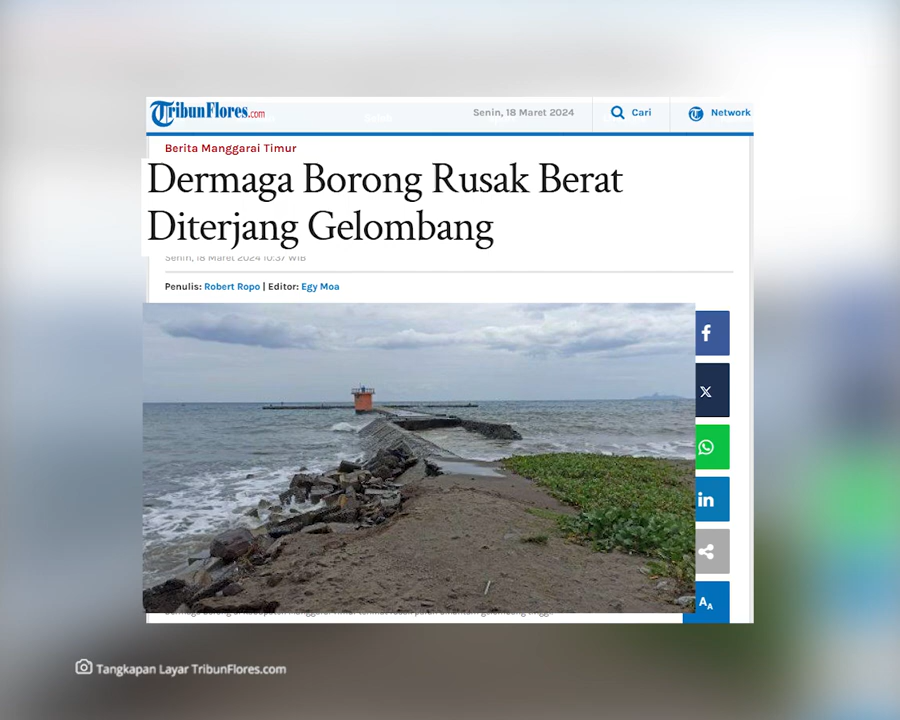 TribunFlores.com
Senin, 18 Maret 2024
Cari
Network
Berita Manggarai Timur
Dermaga Borong Rusak Berat
Diterjang Gelombang
Senin, 18 Maret 2024 10:37 WIB
Penulis: Robert Ropo | Editor: Egy Moa
AA
Tangkapan Layar TribunFlores.com